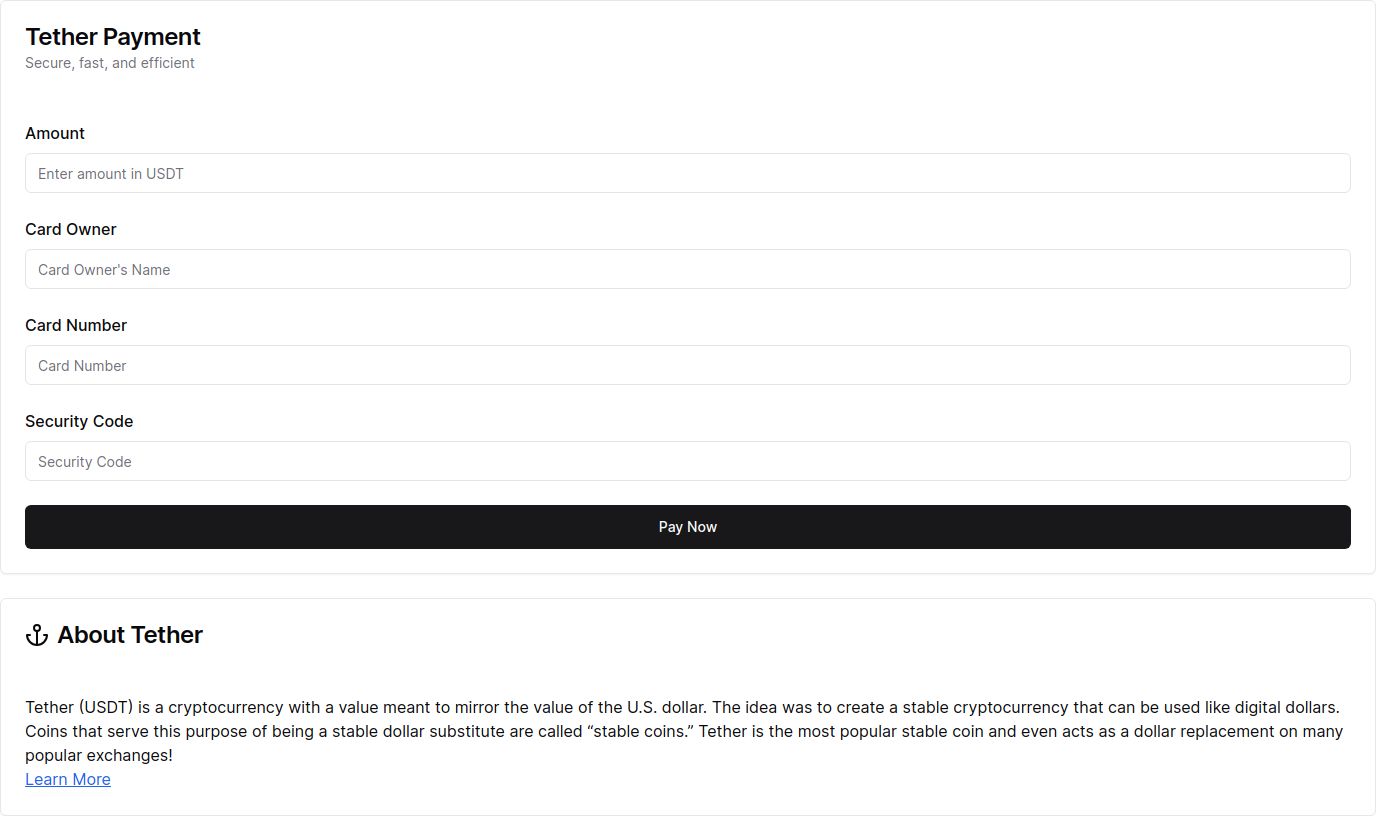 Tether Payment
Secure, fast, and efficient
Amount
Enter amount in USDT
Card Owner
Card Owner's Name
Card Number
Card Number
Security Code
Security Code
Pay Now
About Tether
Tether (USDT) is a cryptocurrency with a value meant to mirror the value of the U.S. dollar. The idea was to create a stable cryptocurrency that can be used like digital dollars.
Coins that serve this purpose of being a stable dollar substitute are called “stable coins.” Tether is the most popular stable coin and even acts as a dollar replacement on many
popular exchanges!
Learn More